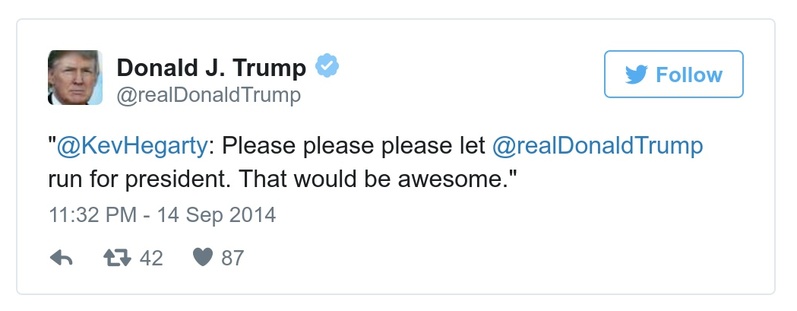 Donald J. Trump
@realDonaldTrump
Follow
"@KevHegarty: Please please please let @realDonaldTrump
run for president. That would be awesome."
11:32 PM - 14 Sep 2014
42 87